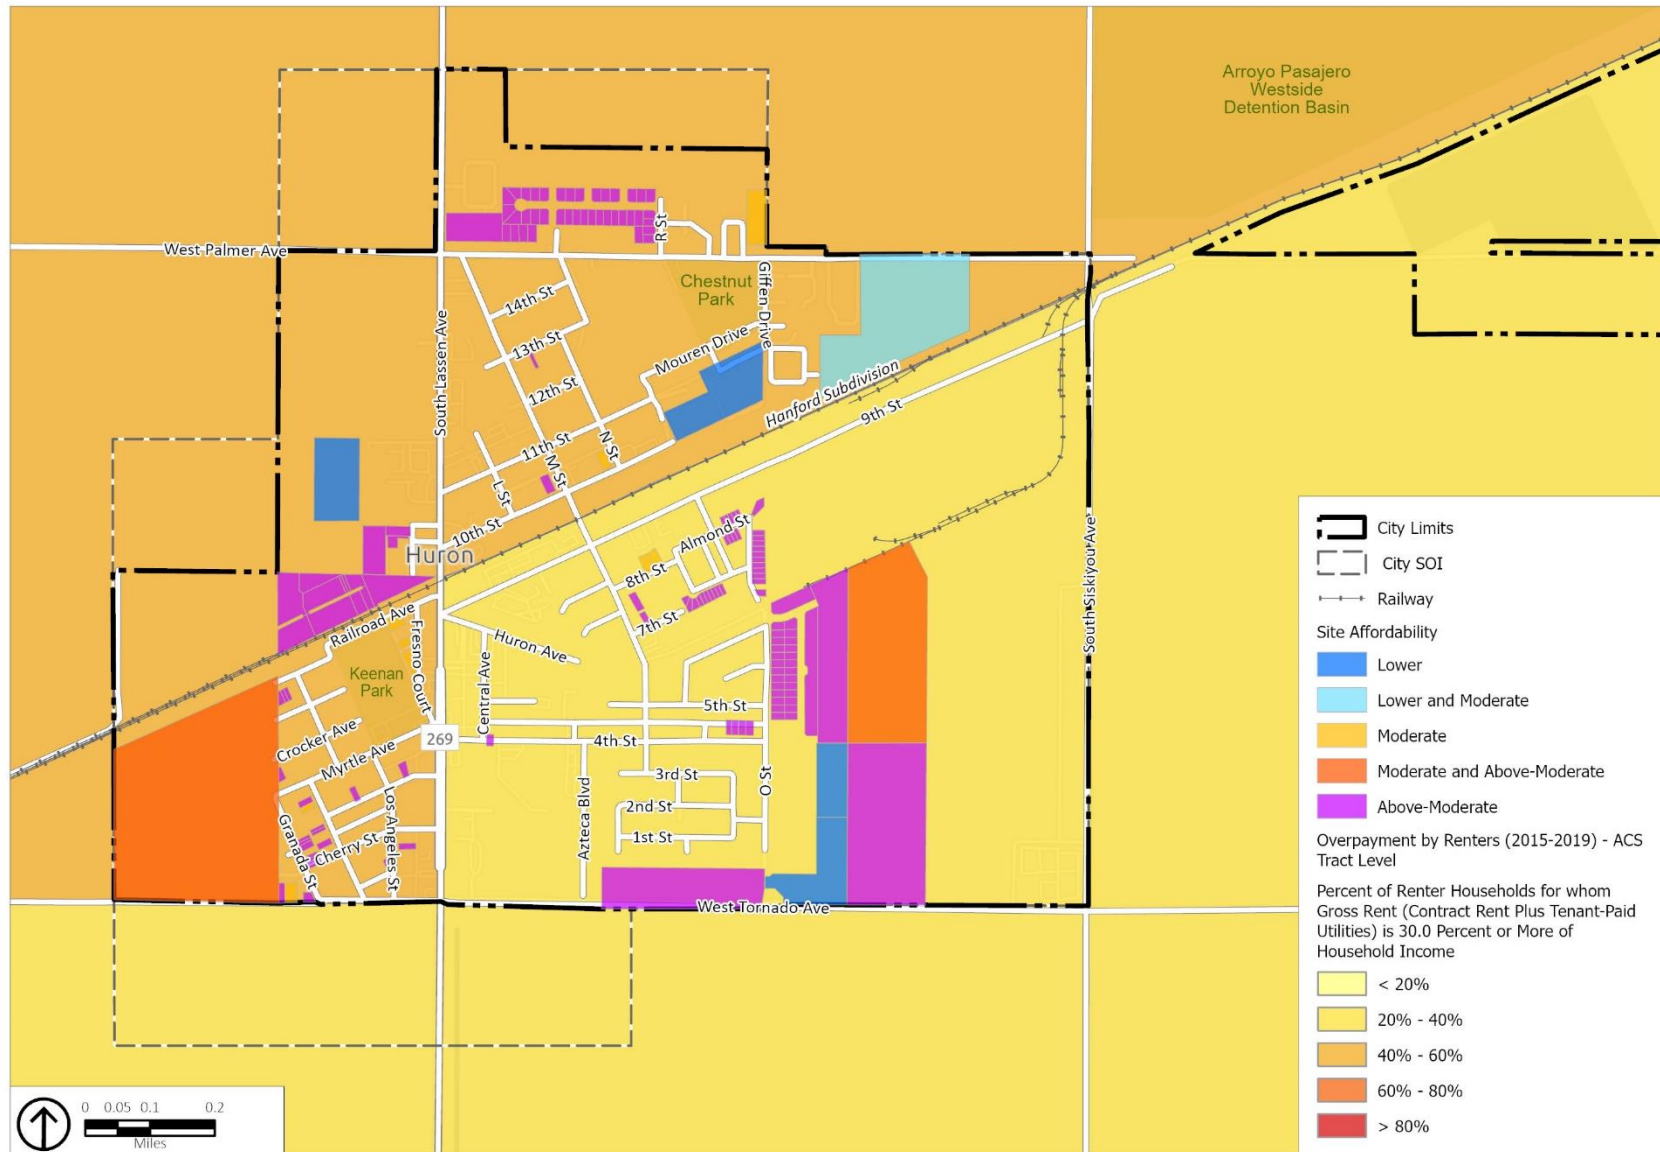 Arroyo Pasajero
Westside
Detention Basin
West Palmer Ave
R St
Chestnut
Park
Giffen Drive
14th St
13th St
Mouren Drive
South Lassen Ave
12th St
Hanford Subdivision
9th St
11th St
N St
M St
L St
10th St
Huron
Almond St
8th St
7th St
Railroad Ave
Fresno Court
Huron Ave
Central Ave
Keenan
Park
5th St
269
4th St
Crocker Ave
Myrtle Ave
3rd St
O St
2nd St
1st St
Azteca Blvd
Los Angeles St
Granada St
Cherry St
West Tornado Ave
South Siskiyou Ave
City Limits
City SOI
Railway
Site Affordability
Lower
Lower and Moderate
Moderate
Moderate and Above-Moderate
Above-Moderate
Overpayment by Renters (2015-2019) - ACS
Tract Level
Percent of Renter Households for whom
Gross Rent (Contract Rent Plus Tenant-Paid
Utilities) is 30.0 Percent or More of
Household Income
< 20%
20% - 40%
40% - 60%
60% - 80%
> 80%
0 0.05 0.1 0.2
Miles